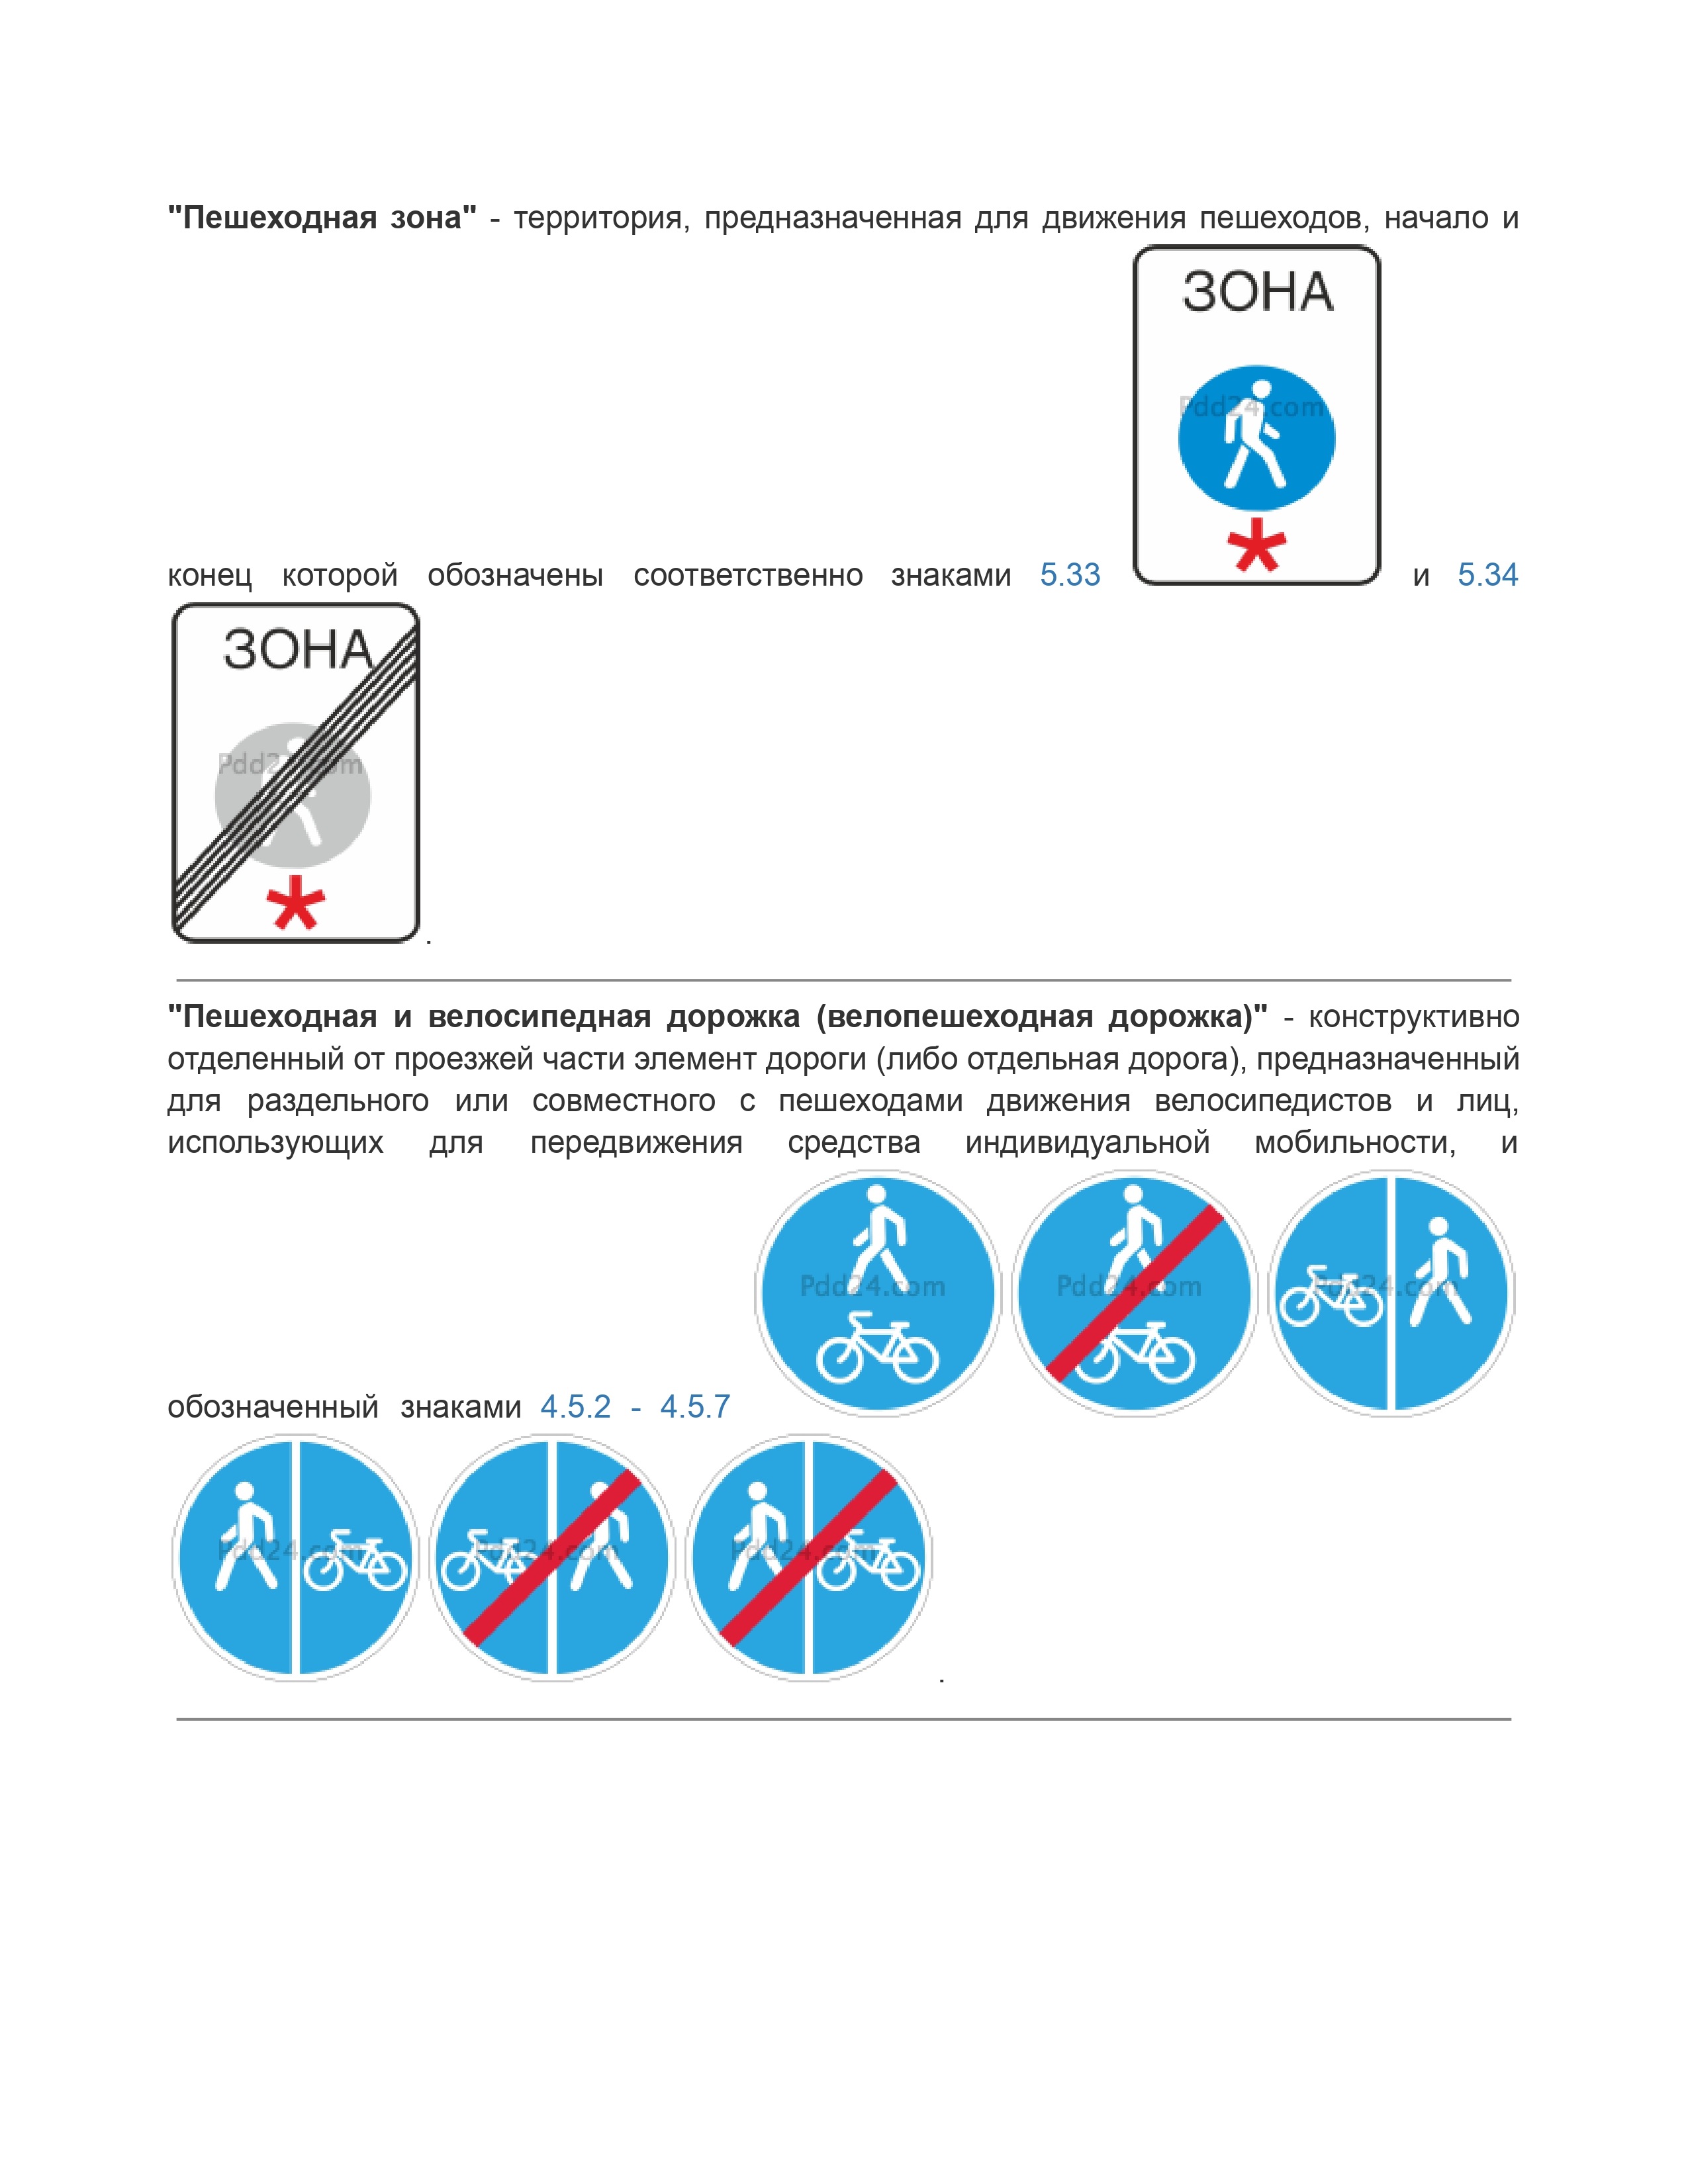 "Пешеходная зона" - территория, предназначенная для движения пешеходов, начало и
ЗОНА
Pdd24.com
конец которой обозначены соответственно знаками 5.33 и 5.34
ЗОНА
Pdd24.com
.
"Пешеходная и велосипедная дорожка (велопешеходная дорожка)" - конструктивно
отделенный от проезжей части элемент дороги (либо отдельная дорога), предназначенный
для раздельного или совместного с пешеходами движения велосипедистов и лиц,
использующих для передвижения средства индивидуальной мобильности, и
Pdd24.com Pdd24.com Pdd24.com
обозначенный знаками 4.5.2 - 4.5.7
Pdd24.com Pdd24.com Pdd24.com
.